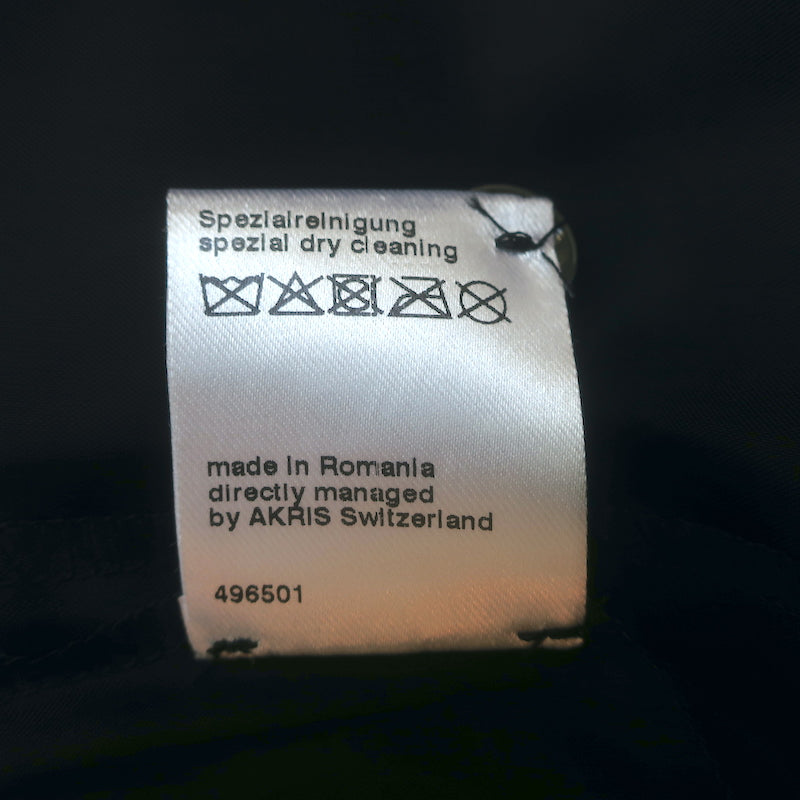 Spezialreinigung
spezial dry cleaning
made in Romania
directly managed
by AKRIS Switzerland
496501